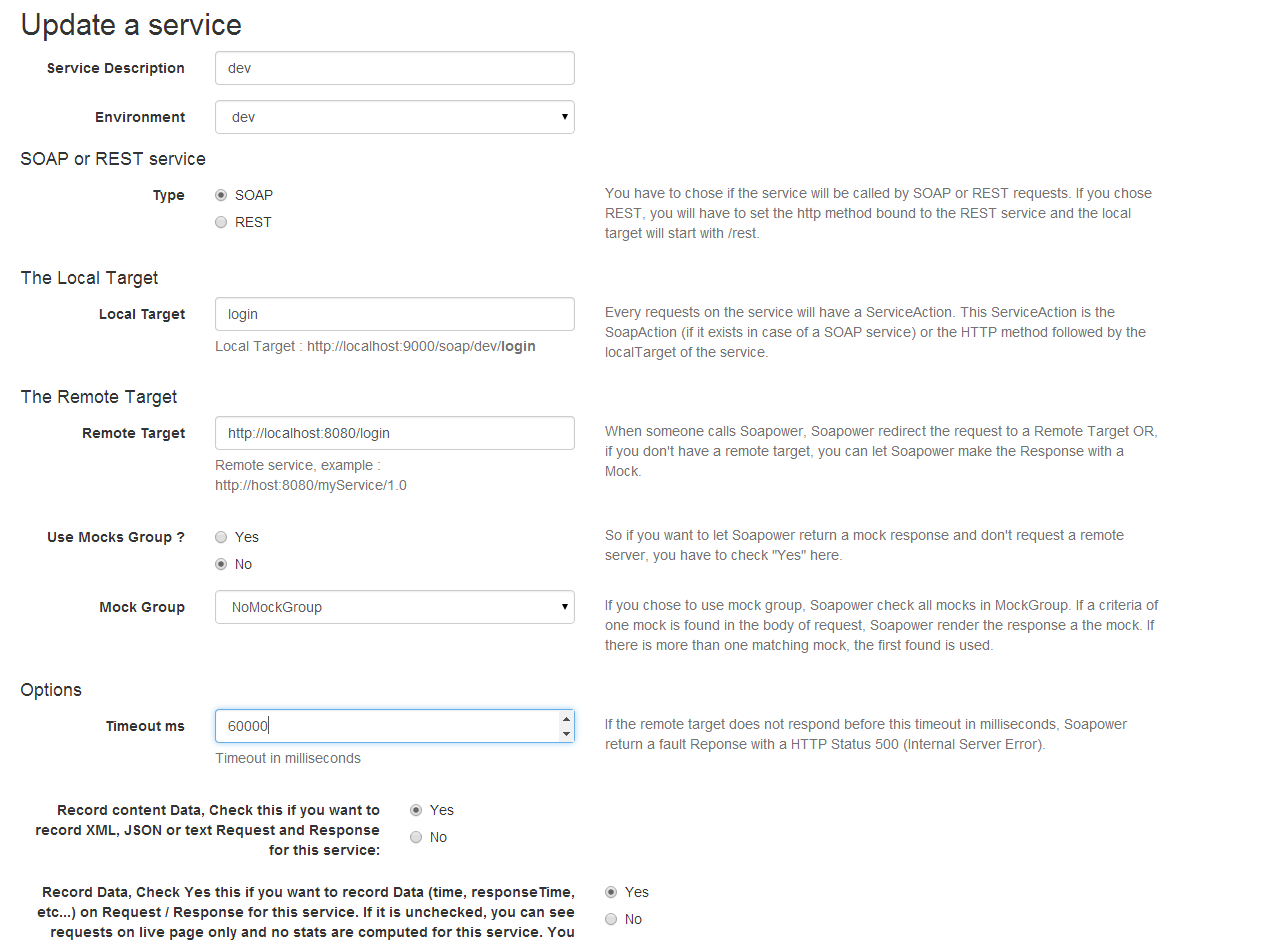 Update a service
Service Description
dev
Environment
dev
SOAP or REST service
Type
SOAP
REST
You have to chose if the service will be called by SOAP or REST requests. If you chose
REST, you will have to set the http method bound to the REST service and the local
target will start with /rest.
The Local Target
Local Target
login
Local Target : http://localhost:9000/soap/dev/login
Every requests on the service will have a ServiceAction. This ServiceAction is the
SoapAction (if it exists in case of a SOAP service) or the HTTP method followed by the
localTarget of the service.
The Remote Target
Remote Target
http://localhost:8080/login
Remote service, example :
http://host:8080/myService/1.0
When someone calls Soapower, Soapower redirect the request to a Remote Target OR,
if you don't have a remote target, you can let Soapower make the Response with a
Mock.
Use Mocks Group ?
Yes
No
So if you want to let Soapower return a mock response and don't request a remote
server, you have to check "Yes" here.
Mock Group
NoMockGroup
If you chose to use mock group, Soapower check all mocks in MockGroup. If a criteria of
one mock is found in the body of request, Soapower render the response a the mock. If
there is more than one matching mock, the first found is used.
Options
Timeout ms
60000
Timeout in milliseconds
If the remote target does not respond before this timeout in milliseconds, Soapower
return a fault Reponse with a HTTP Status 500 (Internal Server Error).
Record content Data, Check this if you want to
record XML, JSON or text Request and Response
for this service:
Yes
No
Record Data, Check Yes this if you want to record Data (time, responseTime,
etc...) on Request / Response for this service. If it is unchecked, you can see
requests on live page only and no stats are computed for this service. You
Yes
No